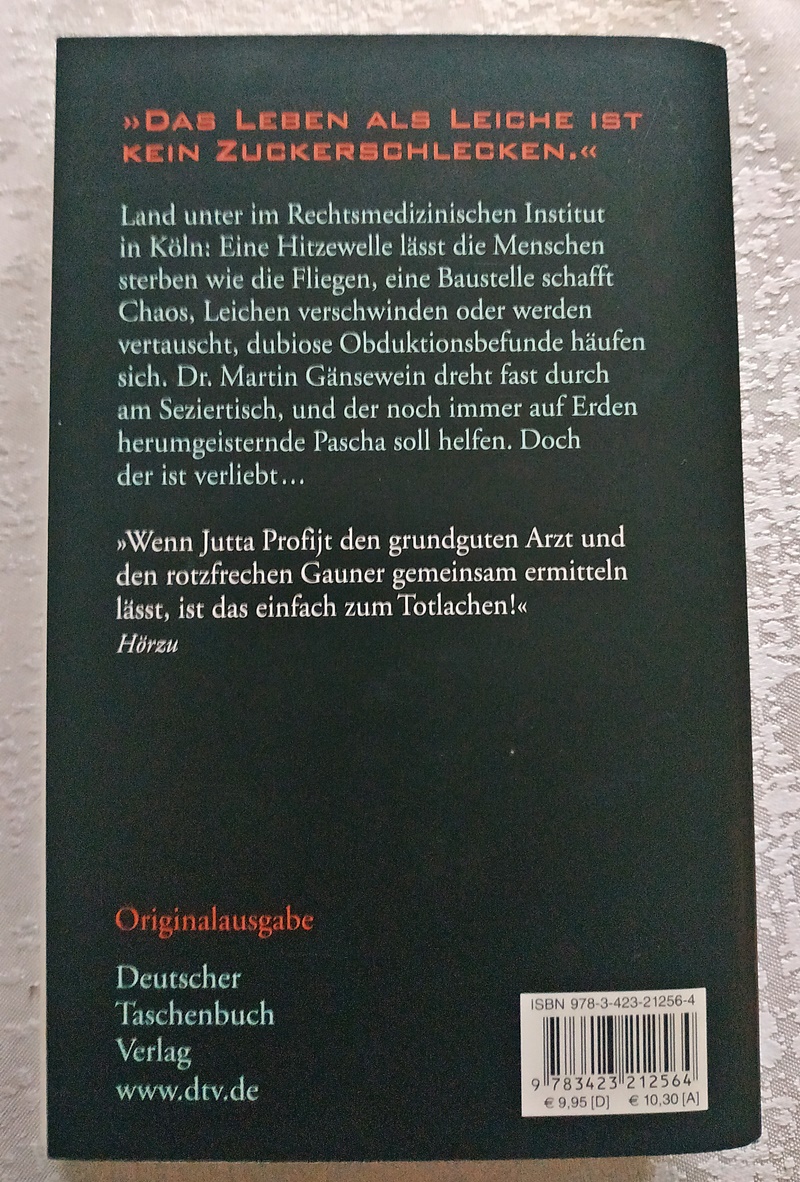 »Das Leben als Leiche ist
kein Zuckerschlecken.«
Land unter im Rechtsmedizinischen Institut
in Köln: Eine Hitzewelle lässt die Menschen
sterben wie die Fliegen, eine Baustelle schafft
Chaos, Leichen verschwinden oder werden
vertauscht, dubiose Obduktionsbefunde häufen
sich. Dr. Martin Gänsewein dreht fast durch
am Seziertisch, und der noch immer auf Erden
herumgeisternde Pascha soll helfen. Doch
der ist verliebt...
»Wenn Jutta Profijt den grundguten Arzt und
den rotzfrechen Gauner gemeinsam ermitteln
lässt, ist das einfach zum Totlachen!«
Hörzu
Originalausgabe
Deutscher
Taschenbuch
Verlag
www.dtv.de
ISBN 978-3-423-21256-4
9 783423 212564
€ 9,95 [D] € 10,30 [A]